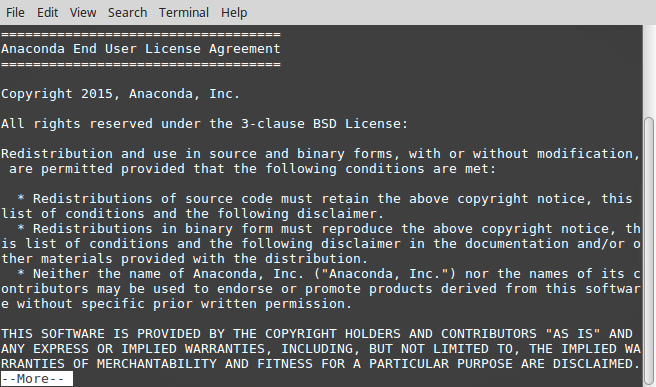 File Edit View Search Terminal Help
===================================
Anaconda End User License Agreement
===================================
Copyright 2015, Anaconda, Inc.
All rights reserved under the 3-clause BSD License:
Redistribution and use in source and binary forms, with or without modification,
 are permitted provided that the following conditions are met:
  * Redistributions of source code must retain the above copyright notice, this
list of conditions and the following disclaimer.
  * Redistributions in binary form must reproduce the above copyright notice, th
is list of conditions and the following disclaimer in the documentation and/or o
ther materials provided with the distribution.
  * Neither the name of Anaconda, Inc. ("Anaconda, Inc.") nor the names of its c
ontributors may be used to endorse or promote products derived from this softwar
e without specific prior written permission.
THIS SOFTWARE IS PROVIDED BY THE COPYRIGHT HOLDERS AND CONTRIBUTORS "AS IS" AND
ANY EXPRESS OR IMPLIED WARRANTIES, INCLUDING, BUT NOT LIMITED TO, THE IMPLIED WA
RRANTIES OF MERCHANTABILITY AND FITNESS FOR A PARTICULAR PURPOSE ARE DISCLAIMED.
--More--